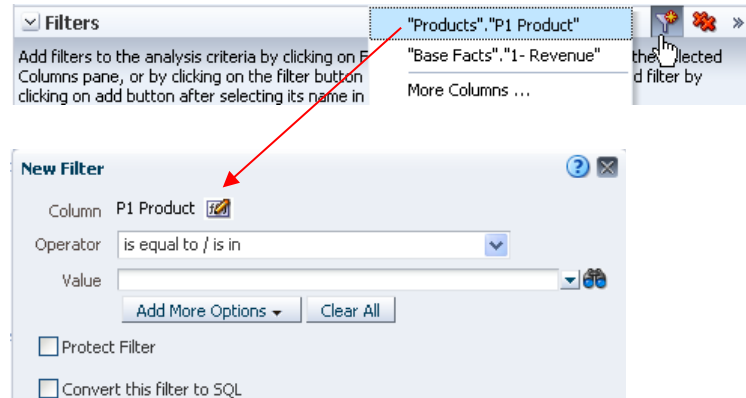 Filters
"Products"."P1 Product"
"Base Facts"."1- Revenue"
More Columns ...
»
Add filters to the analysis criteria by clicking on F
lected
Columns pane, or by clicking on the filter button
d filter by
clicking on add button after selecting its name in
New Filter
?
Column P1 Product
Operator is equal to / is in
Value
Add More Options Clear All
Protect Filter
Convert this filter to SQL